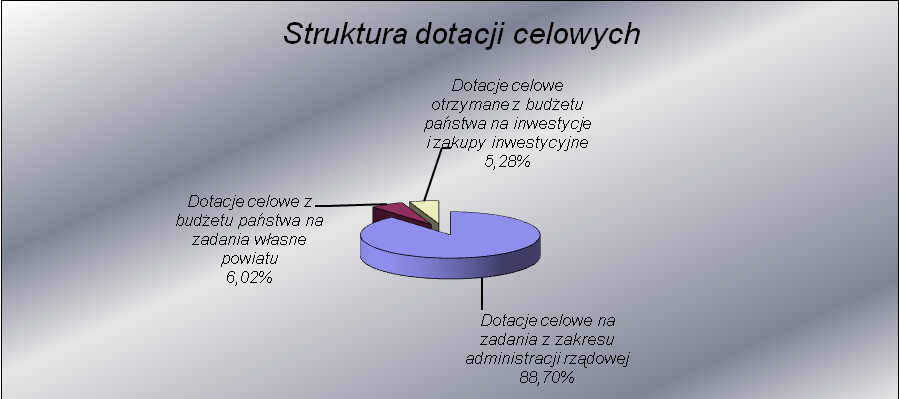 Struktura dotacji celowych
Dotacje celowe
otrzymane z budżetu
państwa na inwestycje
i zakupy inwestycyjne
5,28%
Dotacje celowe z
budżetu państwa na
zadania własne
powiatu
6,02%
Dotacje celowe na
zadania z zakresu
administracji rządowej
88,70%